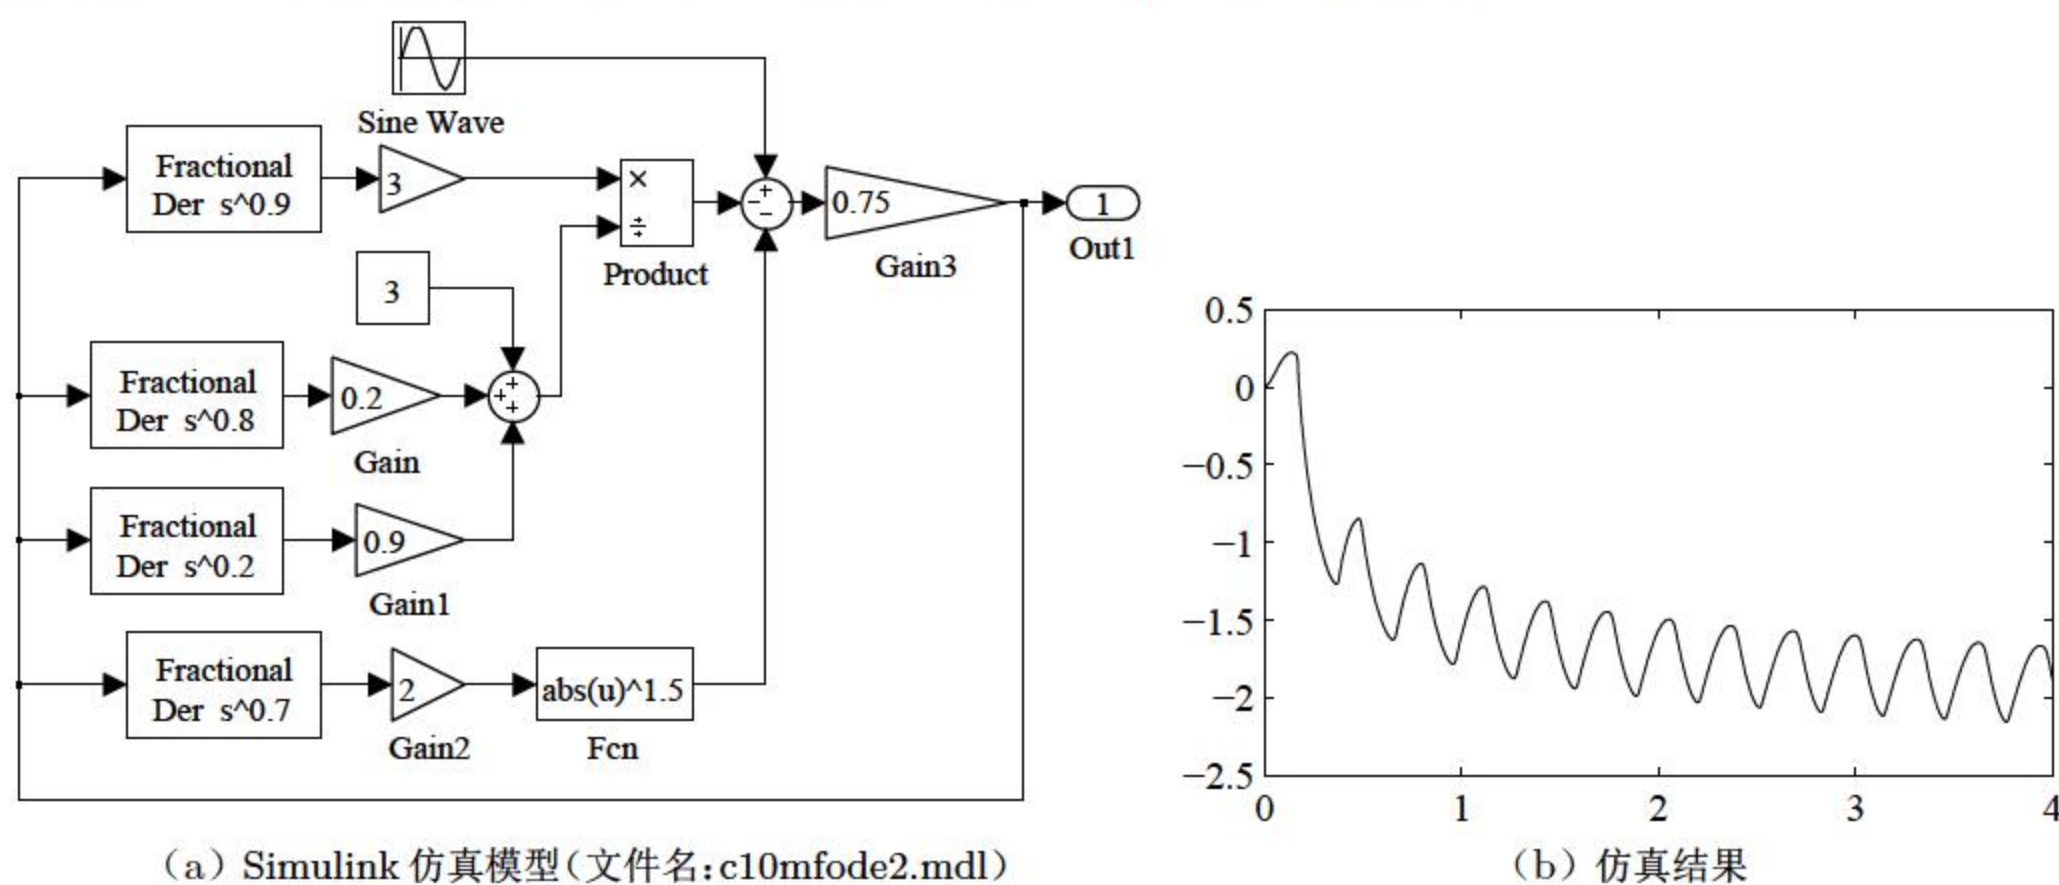 Sine Wave
Fractional
Der s^0.9
3
×
÷
Product
+
−
−
0.75
Gain3
1
Out1
3
Fractional
Der s^0.8
0.2
Gain
+
+
+
Fractional
Der s^0.2
0.9
Gain1
Fractional
Der s^0.7
2
Gain2
abs(u)^1.5
Fcn
0.5
0
−0.5
−1
−1.5
−2
−2.5
0 1 2 3 4
（a）Simulink 仿真模型（文件名:c10mfode2.mdl）
（b）仿真结果